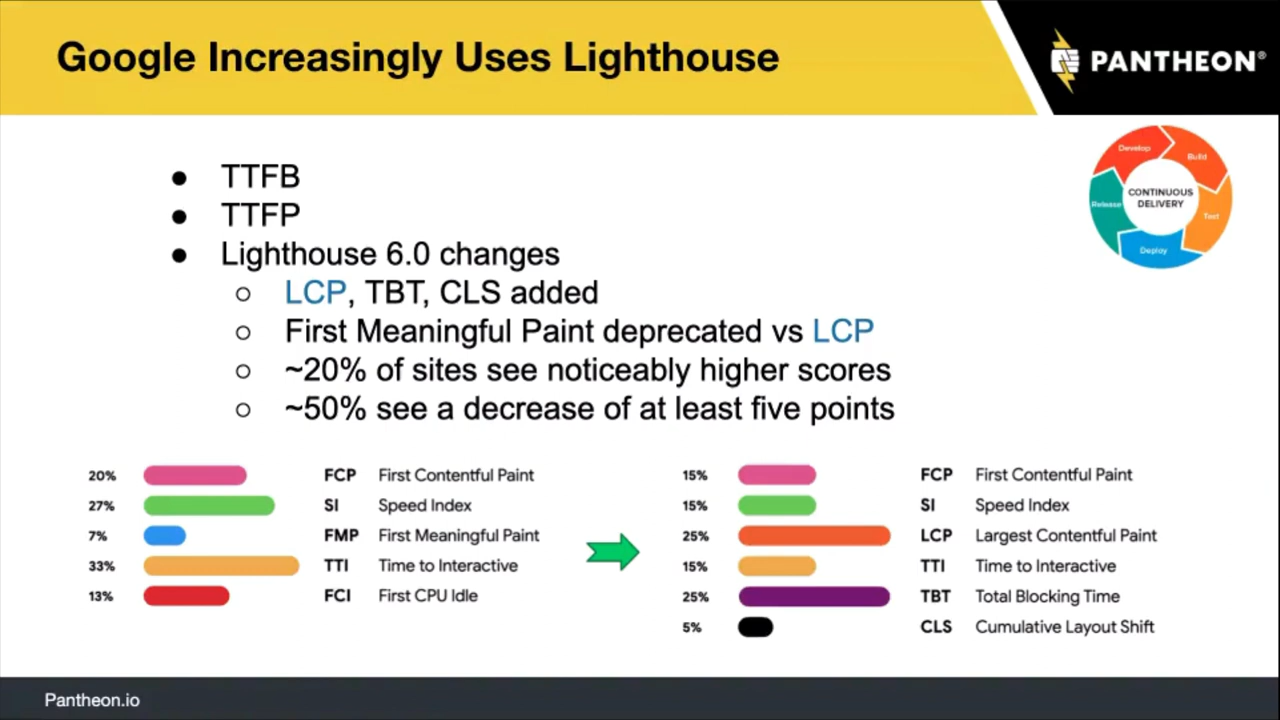 Google Increasingly Uses Lighthouse
PANTHEON®
● TTFB
● TTFP
● Lighthouse 6.0 changes
○ LCP, TBT, CLS added
○ First Meaningful Paint deprecated vs LCP
○ ~20% of sites see noticeably higher scores
○ ~50% see a decrease of at least five points
Develop
Build
Test
Deploy
Release
CONTINUOUS
DELIVERY
20% FCP First Contentful Paint
27% SI Speed Index
7% FMP First Meaningful Paint
33% TTI Time to Interactive
13% FCI First CPU Idle
15% FCP First Contentful Paint
15% SI Speed Index
25% LCP Largest Contentful Paint
15% TTI Time to Interactive
25% TBT Total Blocking Time
5% CLS Cumulative Layout Shift
Pantheon.io